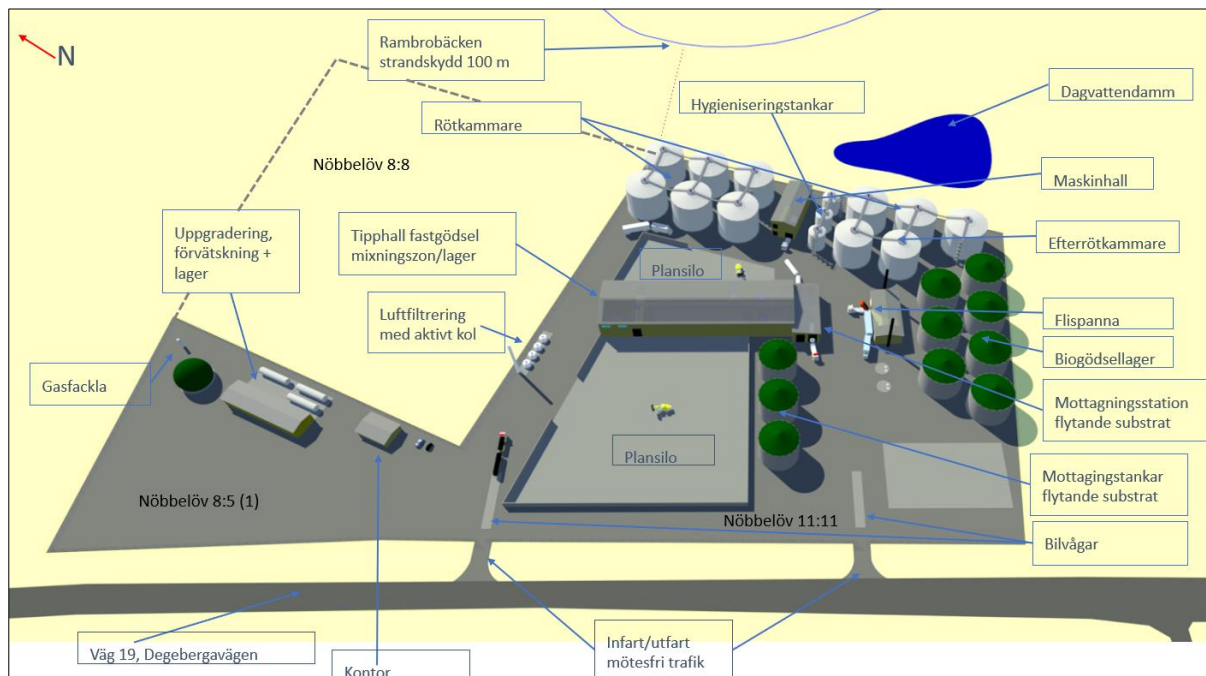 N
Rambrobäcken
strandskydd 100 m
Hygieniseringstankar
Dagvattendamm
Rötkammare
Nöbbelöv 8:8
Maskinhall
Uppgradering,
förvätskning +
lager
Tipphall fastgödsel
mixningszon/lager
Efterrötkammare
Plansilo
Luftfiltrering
med aktivt kol
Flispanna
Biogödsellager
Gasfackla
Mottagningsstation
flytande substrat
Plansilo
Mottagingstankar
flytande substrat
Nöbbelöv 8:5 (1)
Nöbbelöv 11:11
Bilvågar
Väg 19, Degebergavägen
Kontor
Infart/utfart
mötesfri trafik